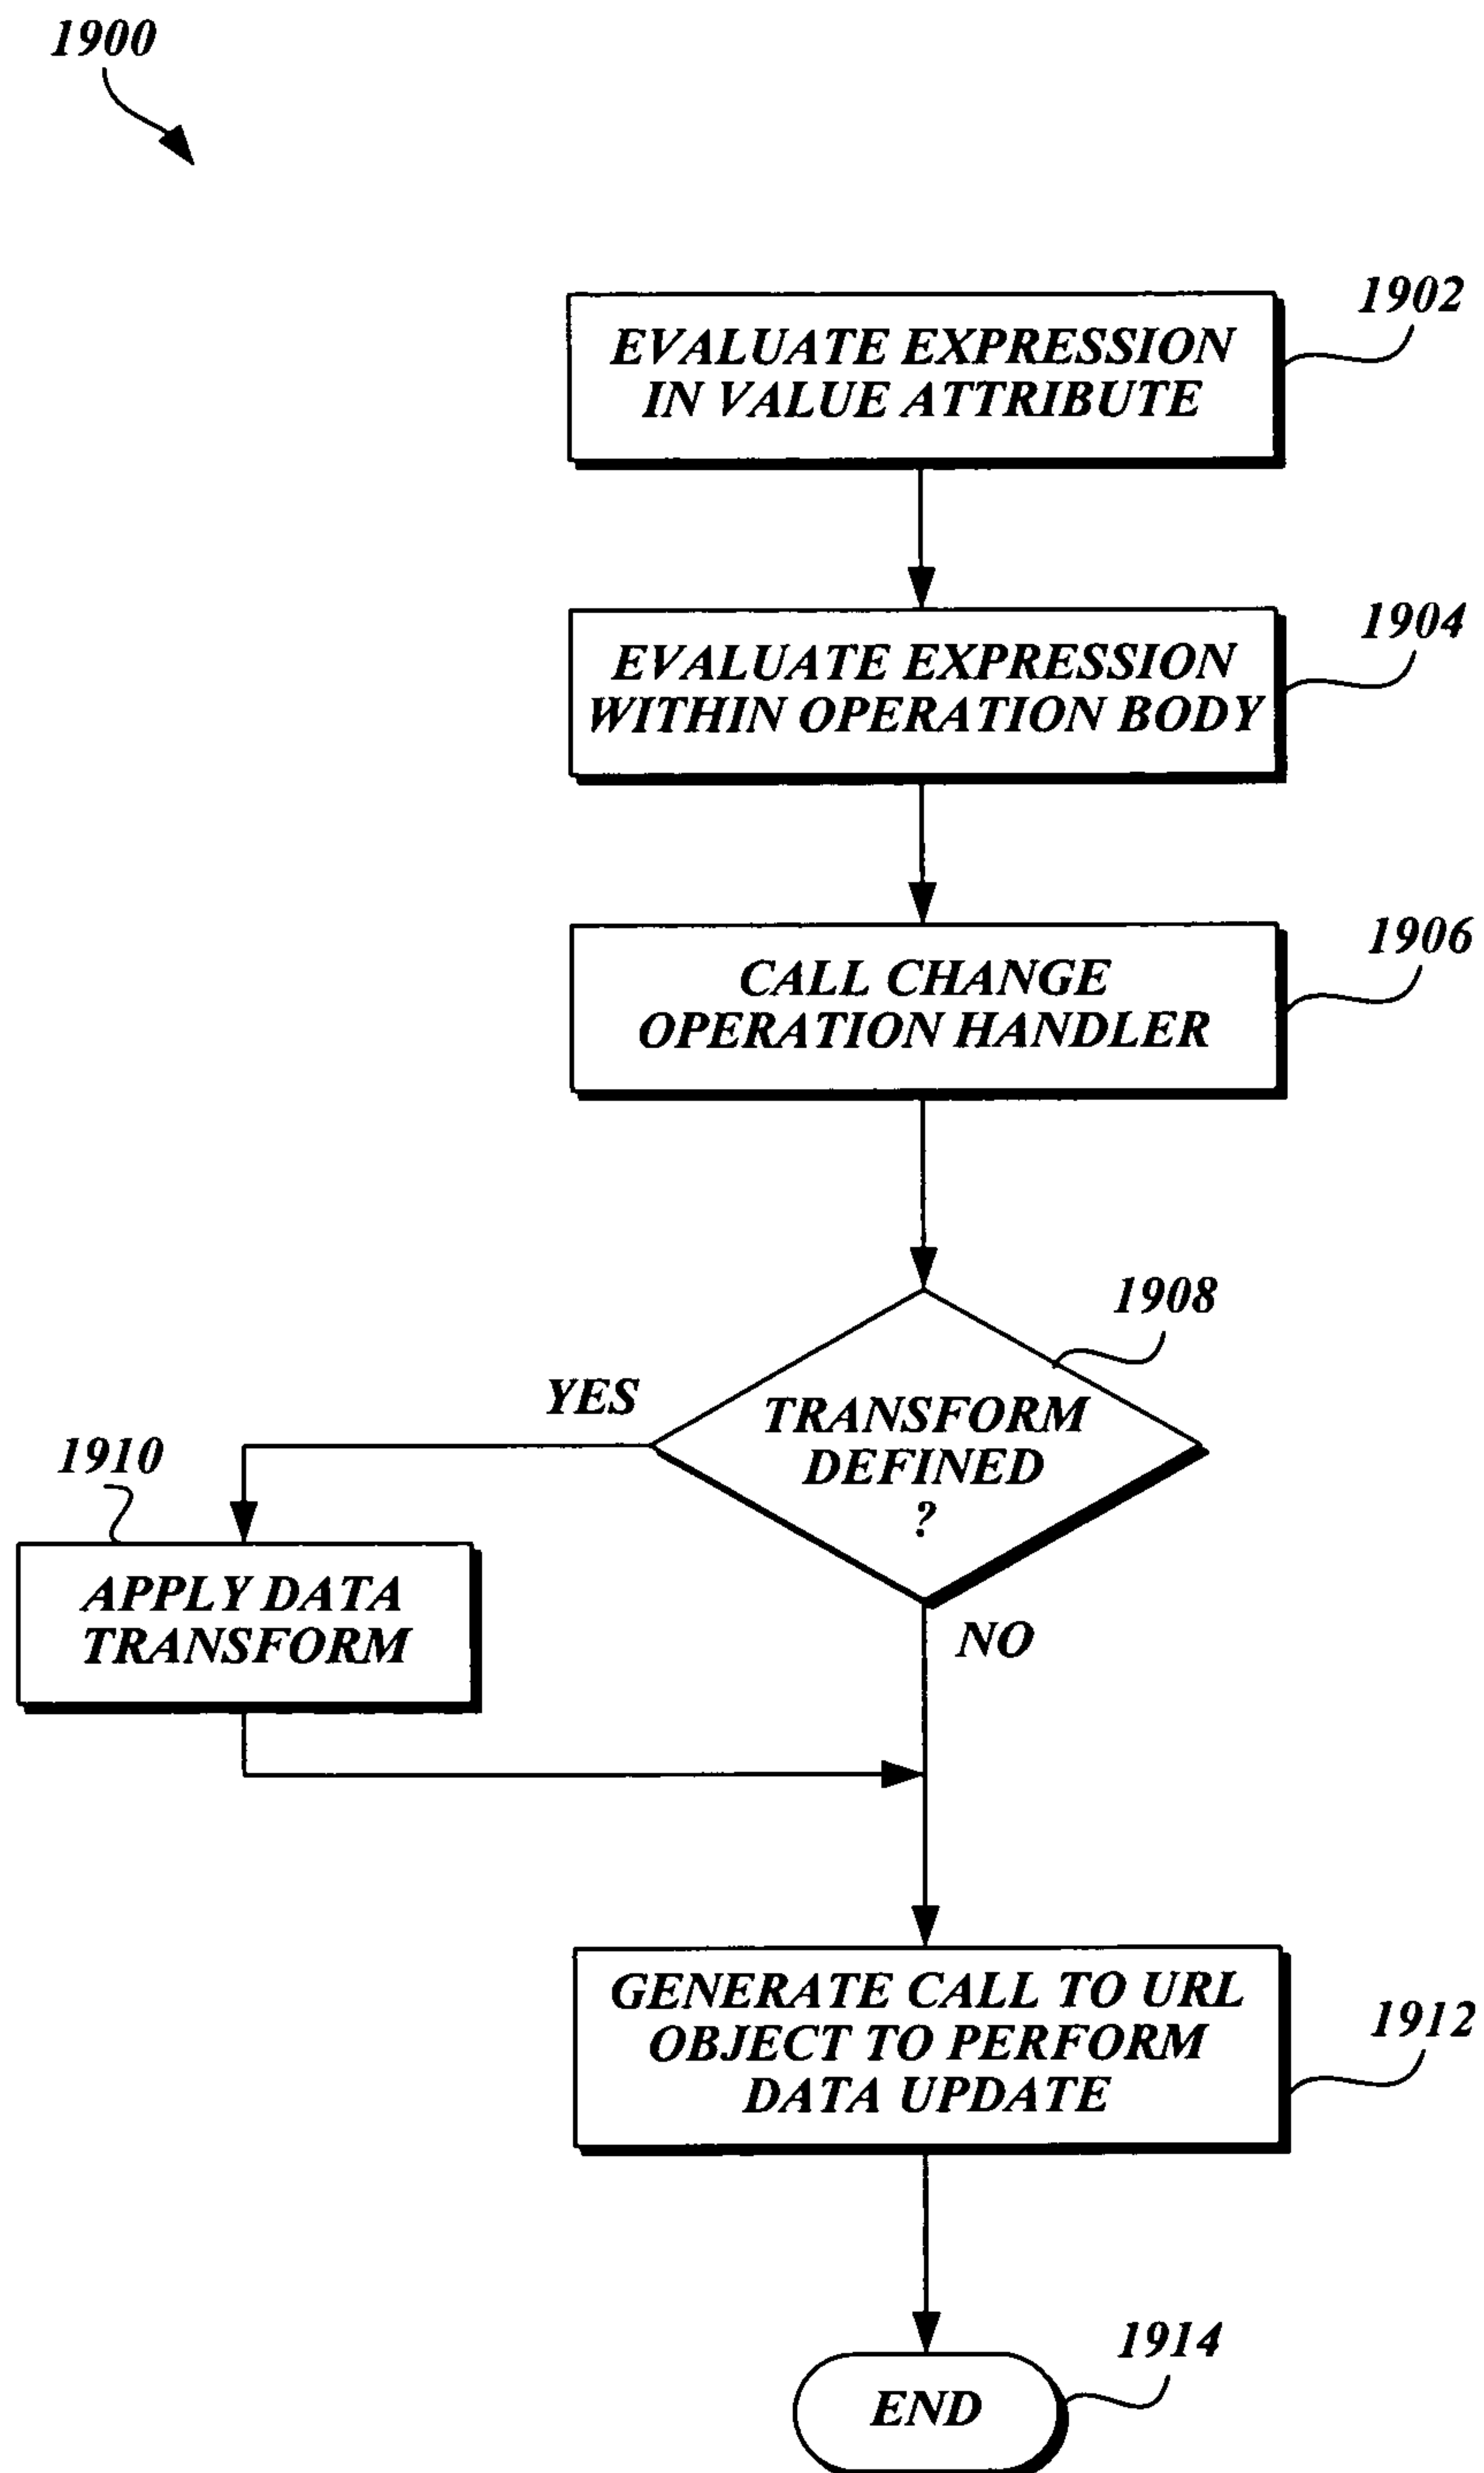 1900
1902
EVALUATE EXPRESSION
IN VALUE ATTRIBUTE
1904
EVALUATE EXPRESSION
WITHIN OPERATION BODY
1906
CALL CHANGE
OPERATION HANDLER
1908
TRANSFORM
DEFINED
?
YES
1910
APPLY DATA
TRANSFORM
NO
GENERATE CALL TO URL
OBJECT TO PERFORM
DATA UPDATE
1912
1914
END